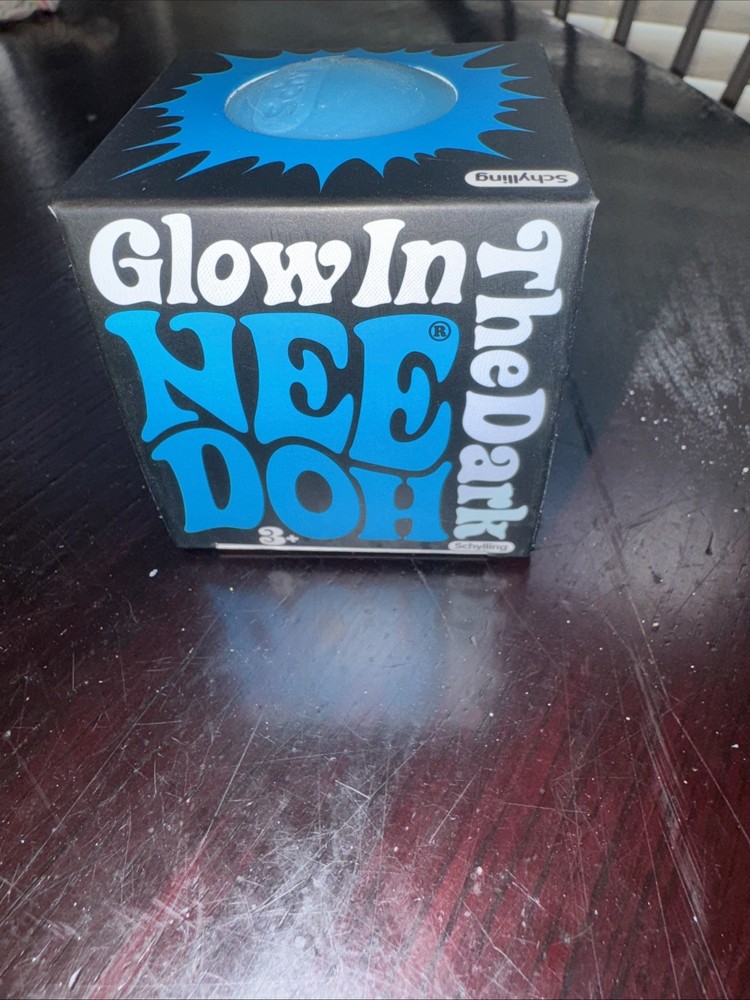 Schylling
Glow In
The Dark
NEE®
DOH
3+
Schylling